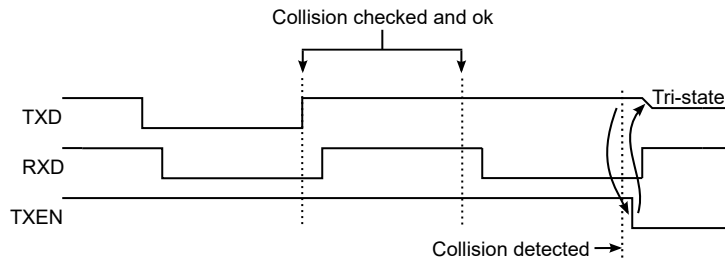 Collision checked and ok
Tri-state
TXD
RXD
TXEN
Collision detected